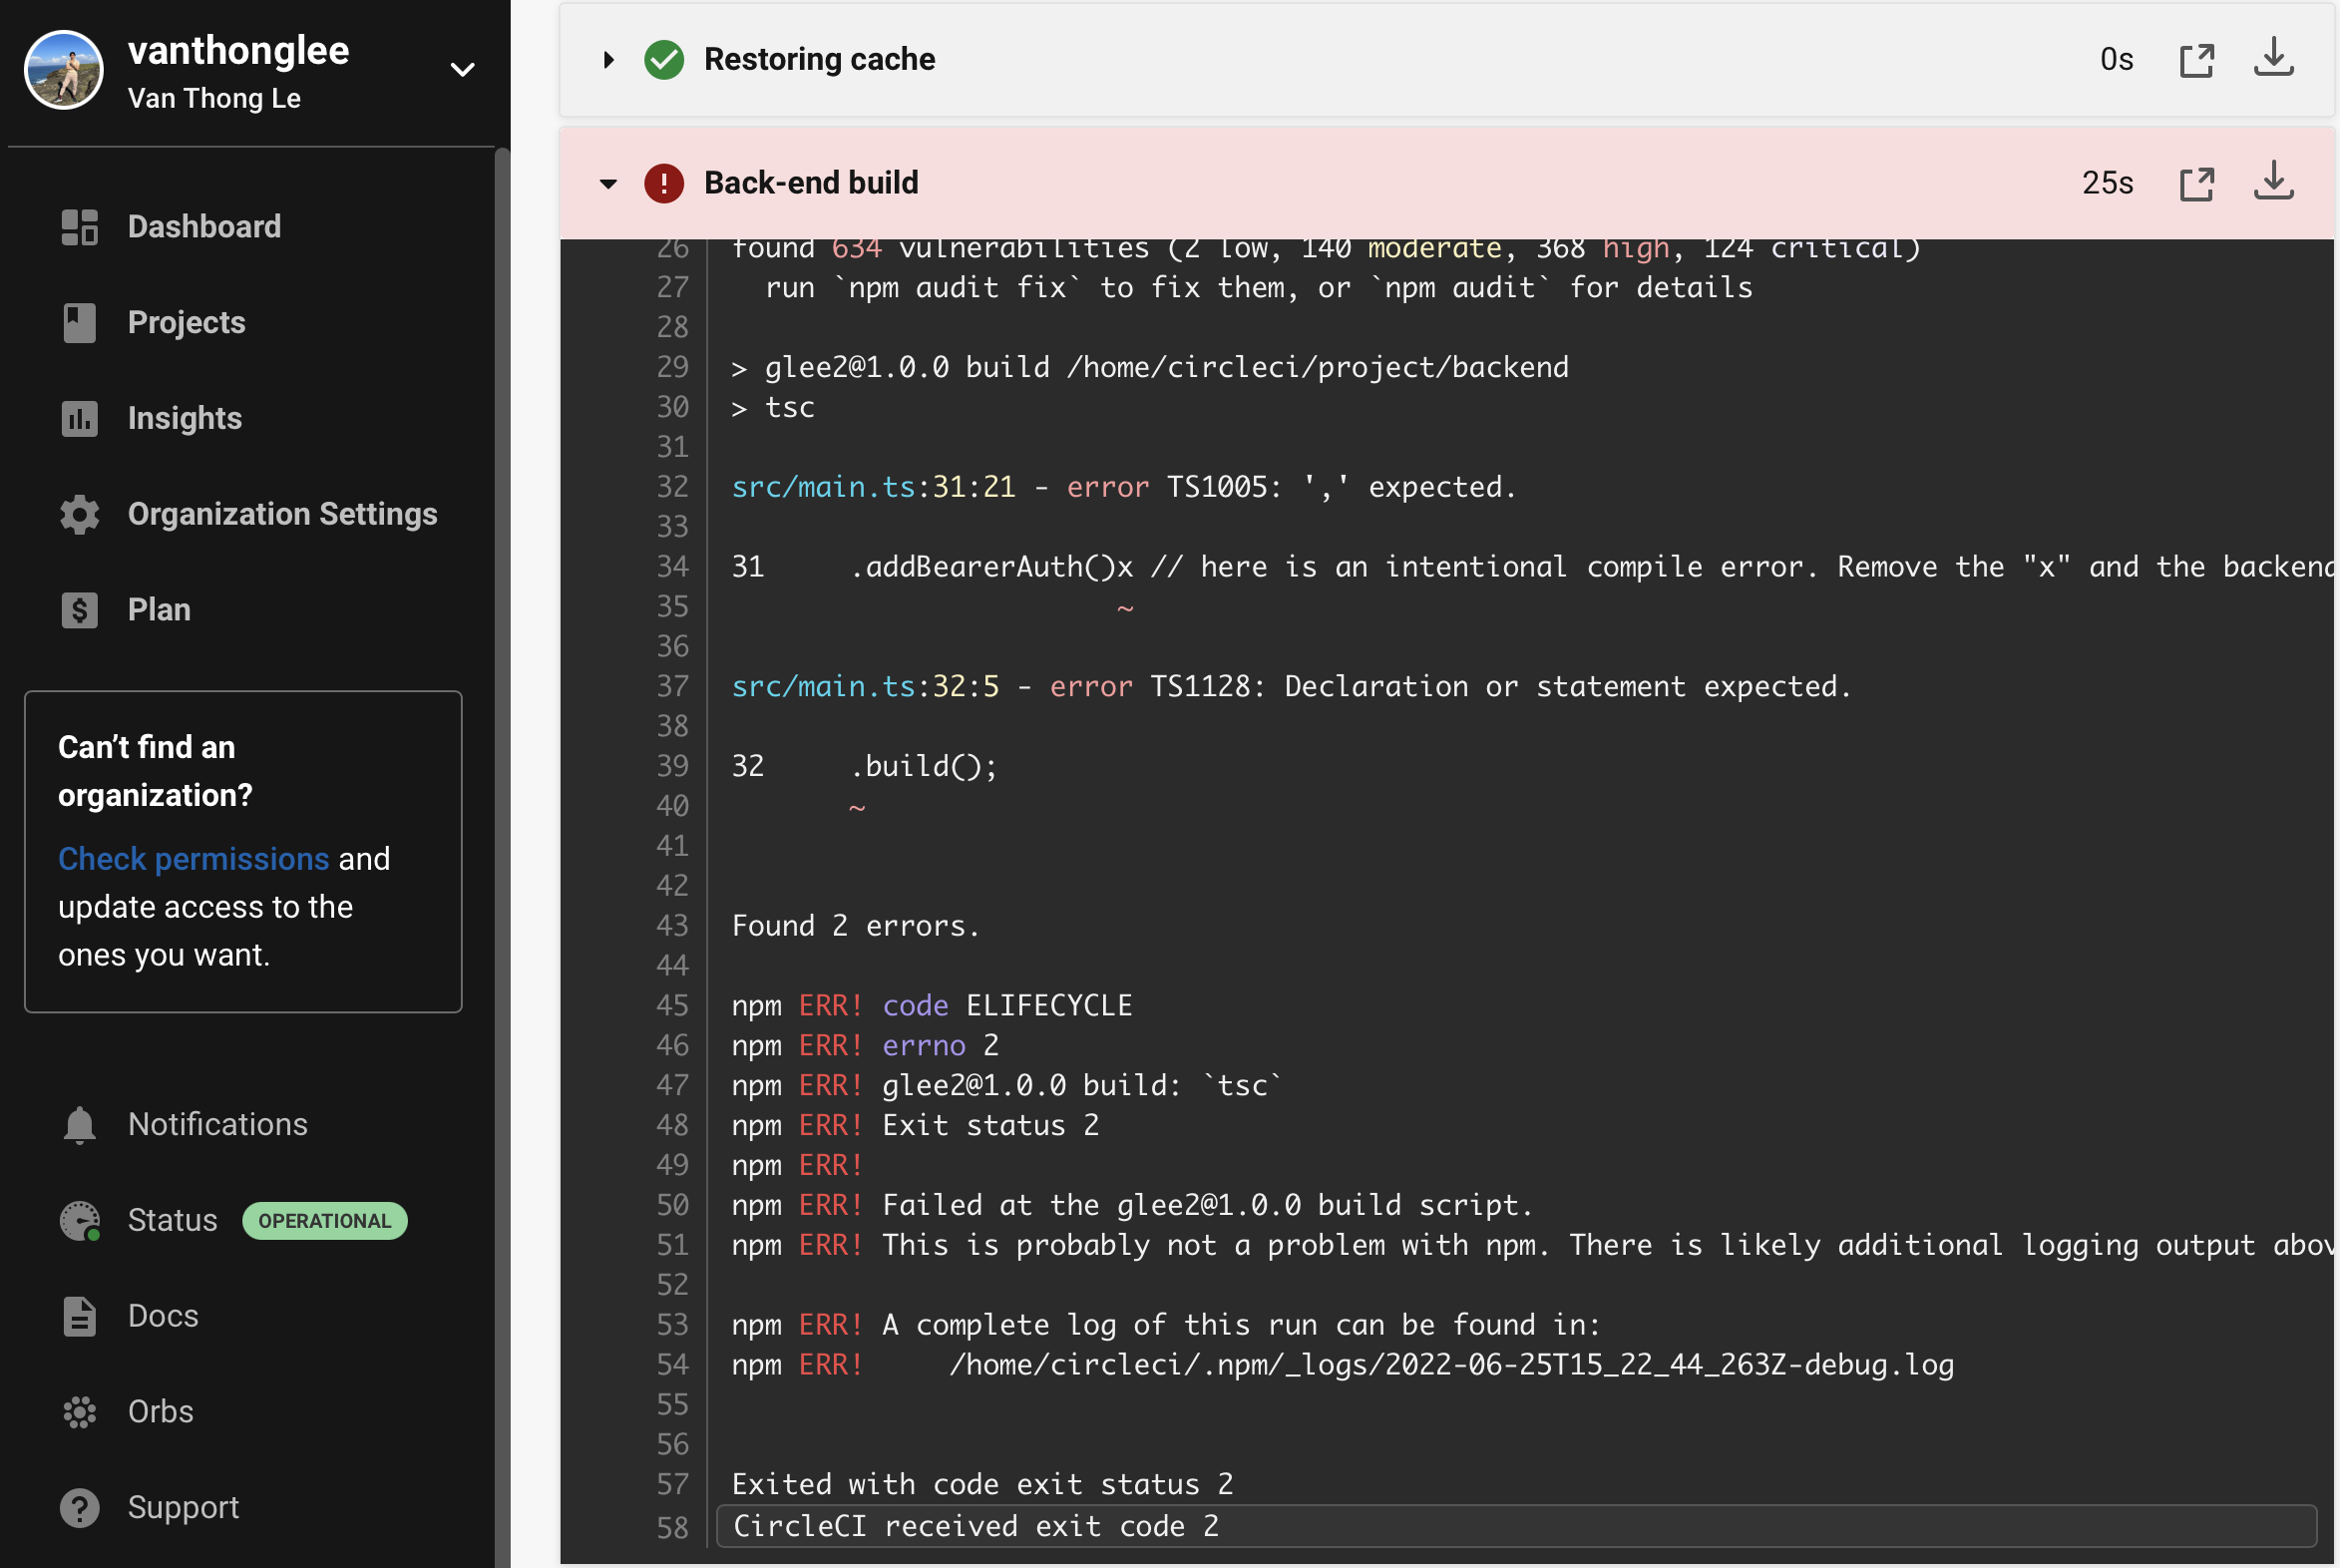 vanthonglee
Van Thong Le
Dashboard
Projects
Insights
Organization Settings
Plan
Can’t find an
organization?
Check permissions and
update access to the
ones you want.
Notifications
Status OPERATIONAL
Docs
Orbs
Support
Restoring cache 0s
Back-end build 25s
26 found 634 vulnerabilities (2 low, 140 moderate, 368 high, 124 critical)
27   run `npm audit fix` to fix them, or `npm audit` for details
28
29 > glee2@1.0.0 build /home/circleci/project/backend
30 > tsc
31
32 src/main.ts:31:21 - error TS1005: ',' expected.
33
34 31     .addBearerAuth()x // here is an intentional compile error. Remove the "x" and the backend
35                        ~
36
37 src/main.ts:32:5 - error TS1128: Declaration or statement expected.
38
39 32     .build();
40        ~
41
42
43 Found 2 errors.
44
45 npm ERR! code ELIFECYCLE
46 npm ERR! errno 2
47 npm ERR! glee2@1.0.0 build: `tsc`
48 npm ERR! Exit status 2
49 npm ERR!
50 npm ERR! Failed at the glee2@1.0.0 build script.
51 npm ERR! This is probably not a problem with npm. There is likely additional logging output abov
52
53 npm ERR! A complete log of this run can be found in:
54 npm ERR!     /home/circleci/.npm/_logs/2022-06-25T15_22_44_263Z-debug.log
55
56
57 Exited with code exit status 2
58 CircleCI received exit code 2